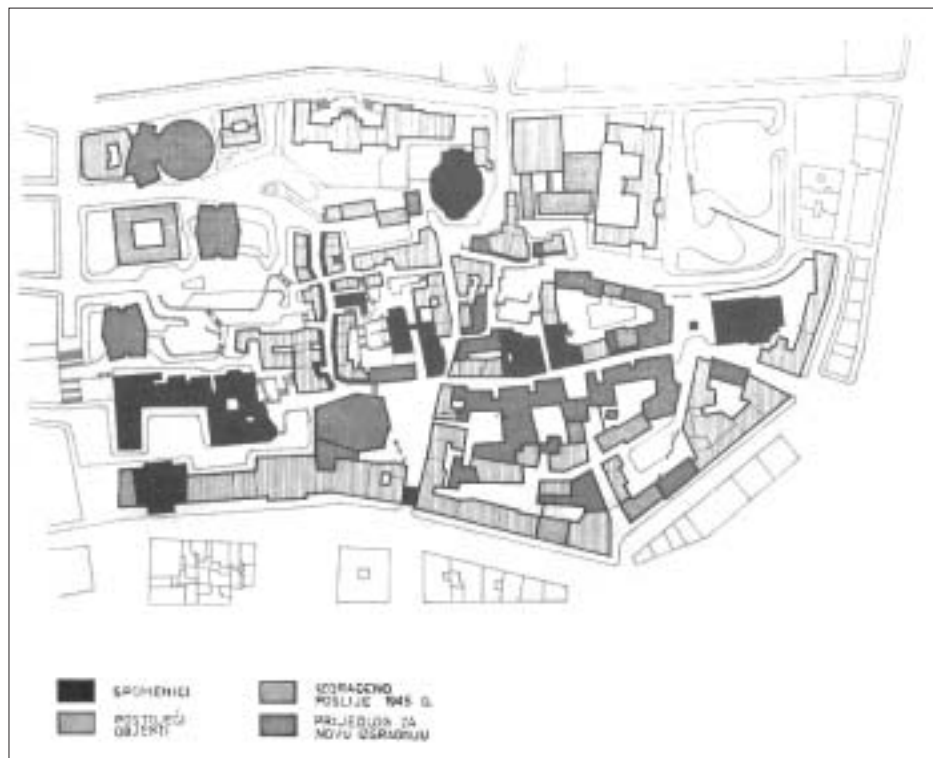 SPOMENICI
POSTOJEĆI
OBJEKTI
IZGRAĐENO
POSLIJE 1945 G.
PRIJEDLOG ZA
NOVU IZGRADNJU